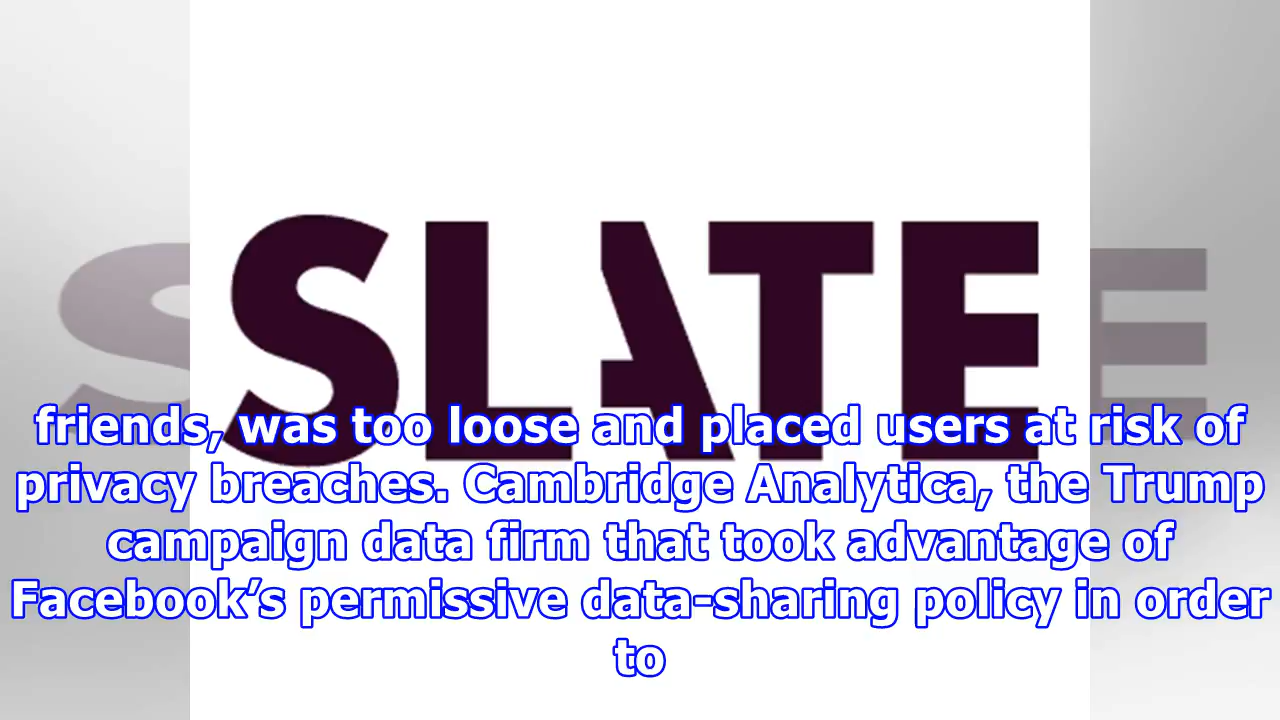 SLATE
friends, was too loose and placed users at risk of
privacy breaches. Cambridge Analytica, the Trump
campaign data firm that took advantage of
Facebook’s permissive data-sharing policy in order
to